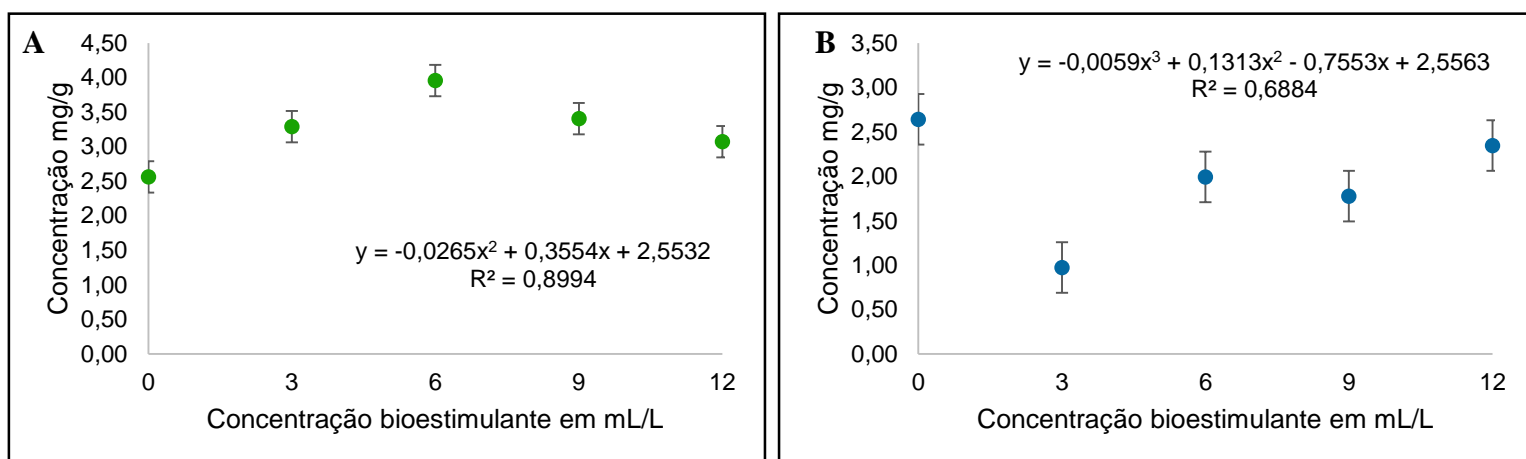 A
Concentração mg/g
4,50
4,00
3,50
3,00
2,50
2,00
1,50
1,00
0,50
0,00
y = -0,0265x² + 0,3554x + 2,5532
R² = 0,8994
0 3 6 9 12
Concentração bioestimulante em mL/L
B
Concentração mg/g
3,50
3,00
2,50
2,00
1,50
1,00
0,50
0,00
y = -0,0059x³ + 0,1313x² - 0,7553x + 2,5563
R² = 0,6884
0 3 6 9 12
Concentração bioestimulante em mL/L